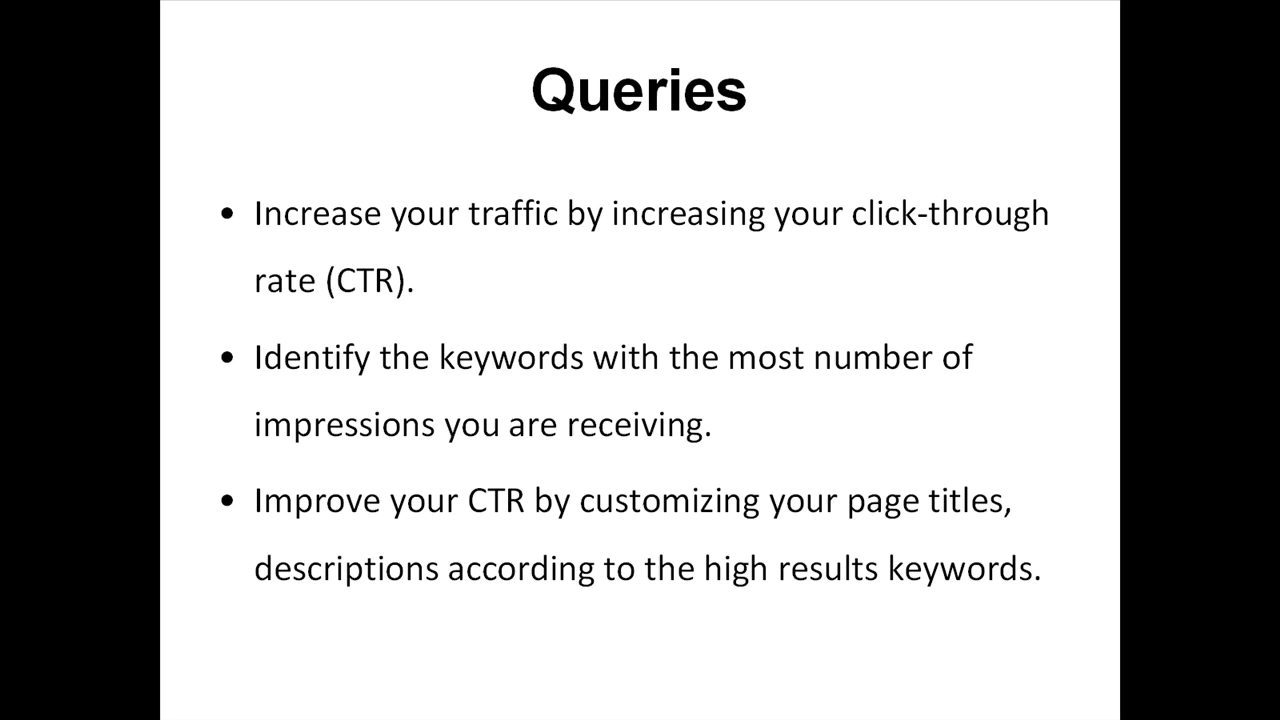 Queries
• Increase your traffic by increasing your click-through
rate (CTR).
• Identify the keywords with the most number of
impressions you are receiving.
• Improve your CTR by customizing your page titles,
descriptions according to the high results keywords.